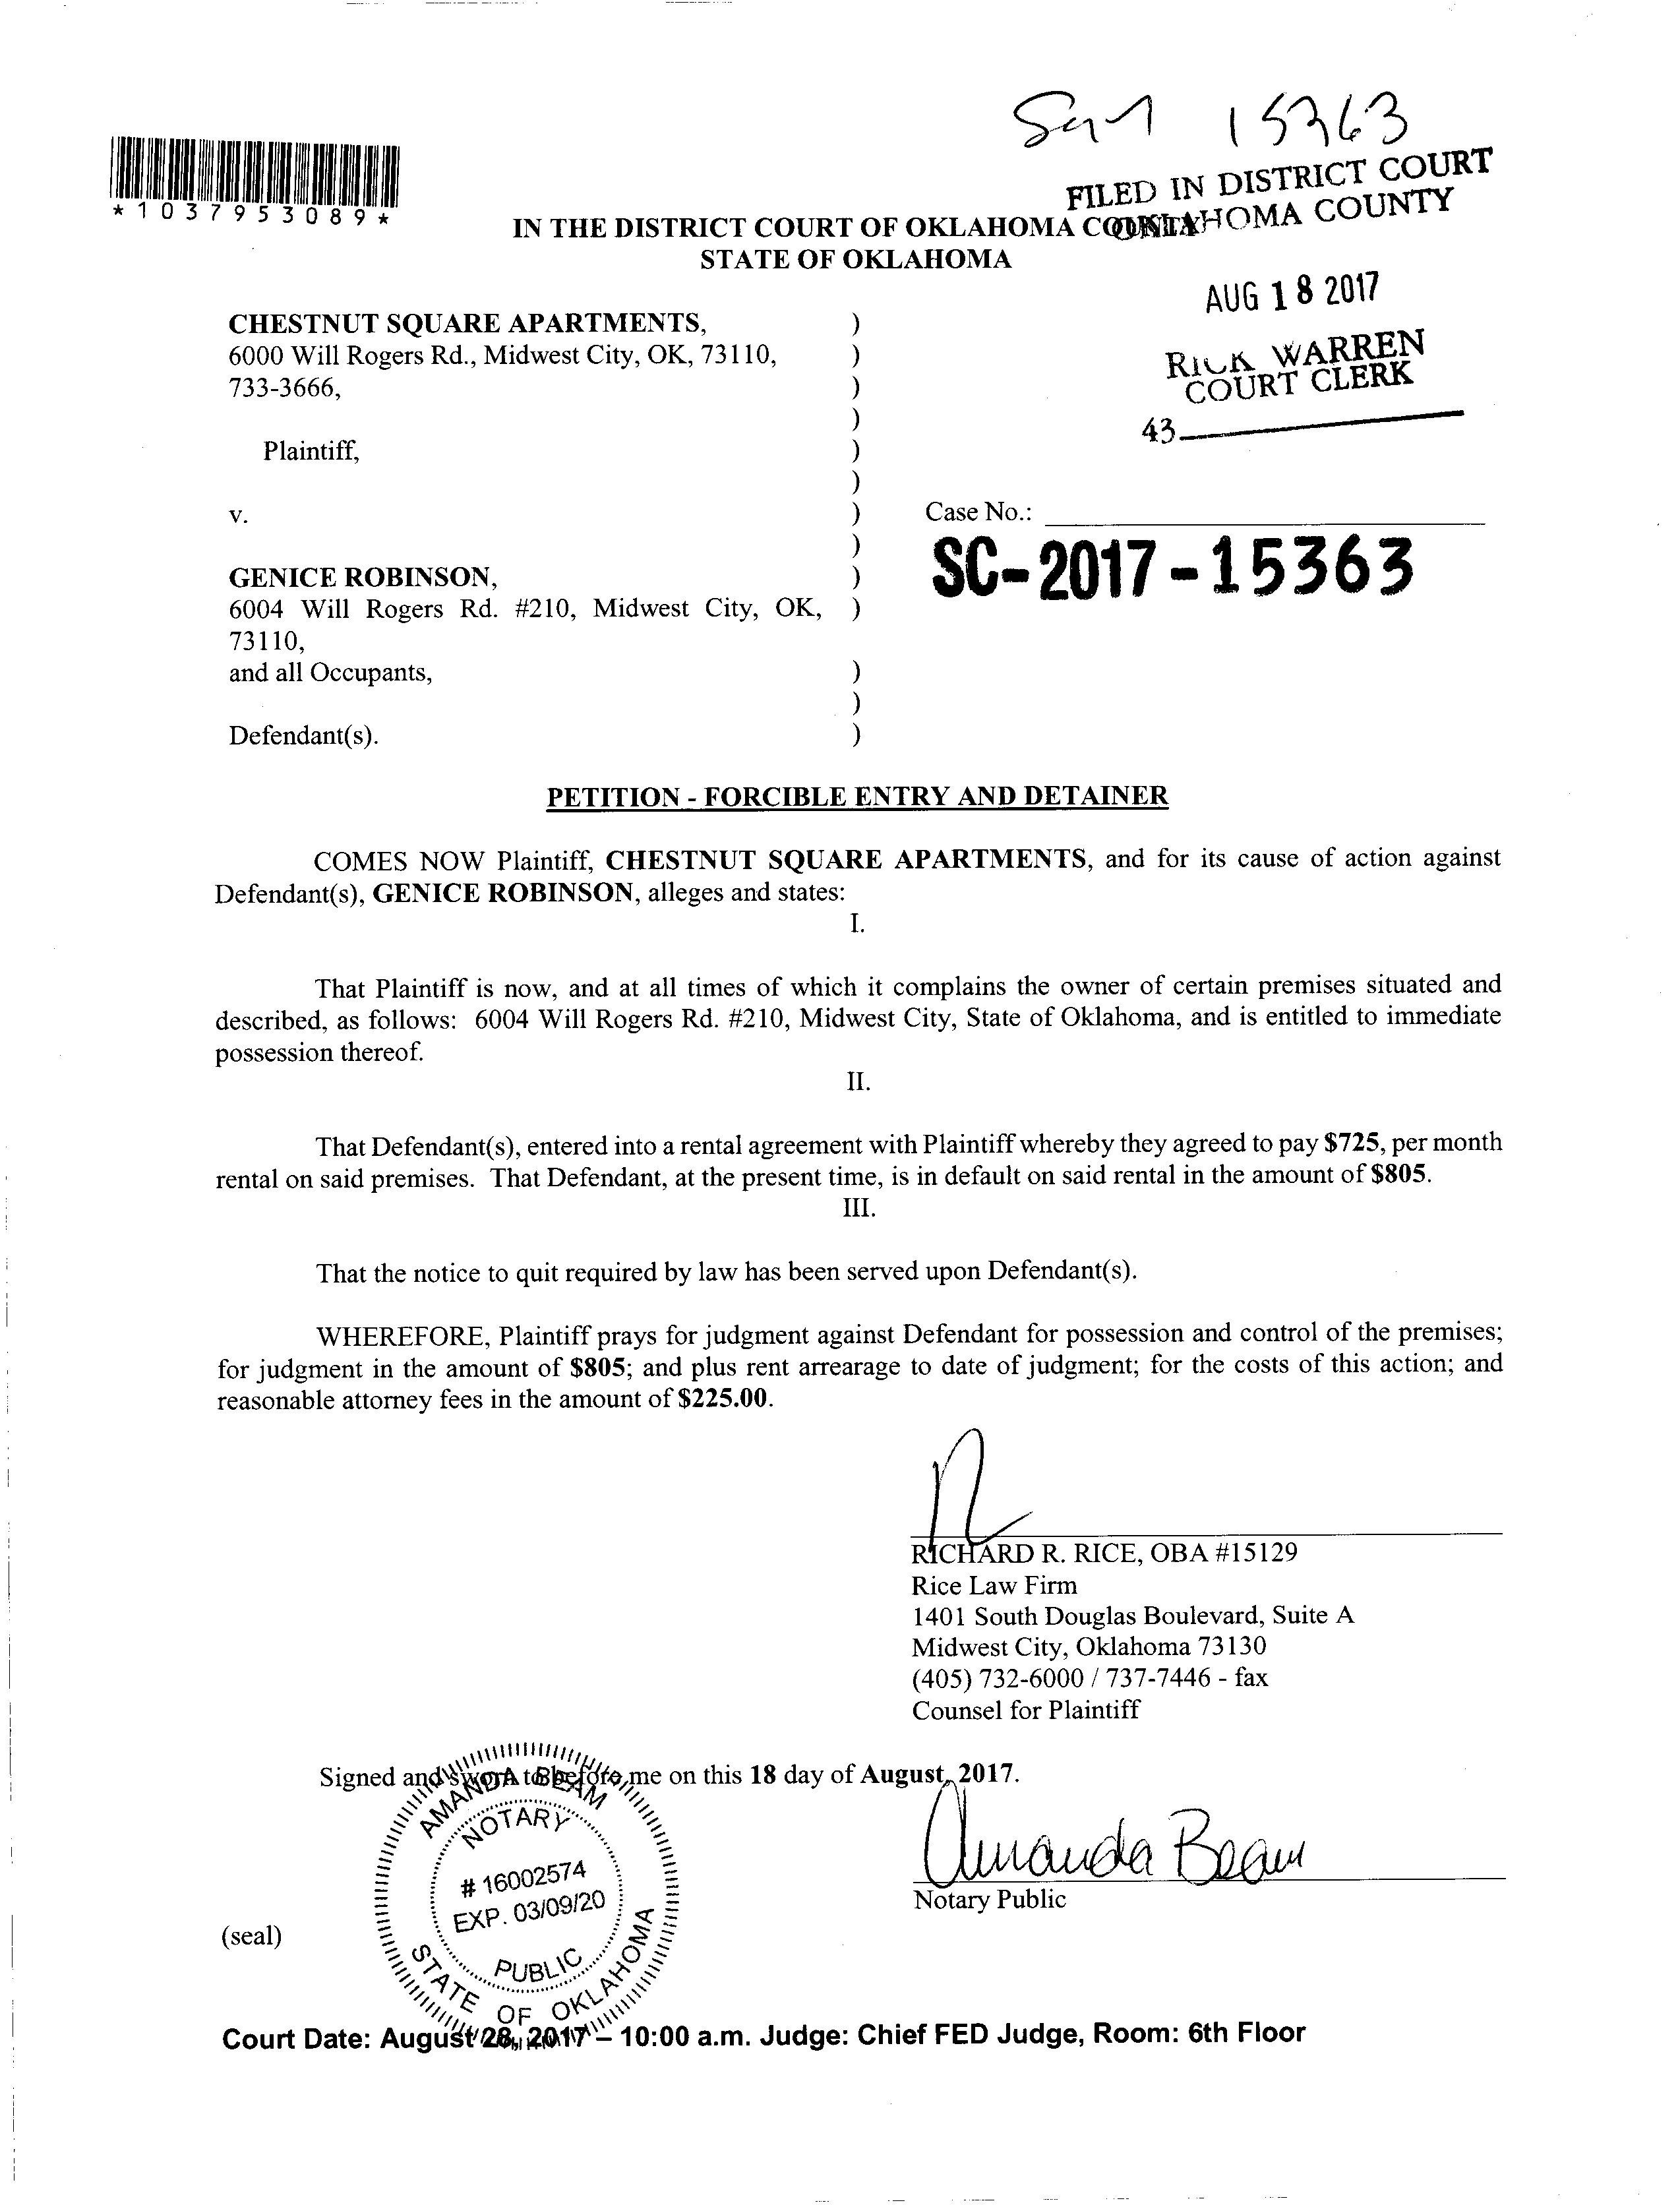 15363
FILED IN DISTRICT COURT
OKLAHOMA COUNTY
*1037953089*
IN THE DISTRICT COURT OF OKLAHOMA COUNTY
STATE OF OKLAHOMA
AUG 18 2017
RICK WARREN
COURT CLERK
43
CHESTNUT SQUARE APARTMENTS, )
6000 Will Rogers Rd., Midwest City, OK, 73110, )
733-3666, )
)
Plaintiff, )
)
v. )
Case No.:
)
SC-2017-15363
GENICE ROBINSON, )
6004 Will Rogers Rd. #210, Midwest City, OK, )
73110,
and all Occupants, )
)
Defendant(s). )
PETITION - FORCIBLE ENTRY AND DETAINER
COMES NOW Plaintiff, CHESTNUT SQUARE APARTMENTS, and for its cause of action against
Defendant(s), GENICE ROBINSON, alleges and states:
I.
That Plaintiff is now, and at all times of which it complains the owner of certain premises situated and
described, as follows: 6004 Will Rogers Rd. #210, Midwest City, State of Oklahoma, and is entitled to immediate
possession thereof.
II.
That Defendant(s), entered into a rental agreement with Plaintiff whereby they agreed to pay $725, per month
rental on said premises. That Defendant, at the present time, is in default on said rental in the amount of $805.
III.
That the notice to quit required by law has been served upon Defendant(s).
WHEREFORE, Plaintiff prays for judgment against Defendant for possession and control of the premises;
for judgment in the amount of $805; and plus rent arrearage to date of judgment; for the costs of this action; and
reasonable attorney fees in the amount of $225.00.
RICHARD R. RICE, OBA #15129
Rice Law Firm
1401 South Douglas Boulevard, Suite A
Midwest City, Oklahoma 73130
(405) 732-6000 / 737-7446 - fax
Counsel for Plaintiff
Signed and sworn to before me on this 18 day of August, 2017.
AMANDA BEAM
NOTARY
# 16002574
EXP. 03/09/20
PUBLIC
STATE OF OKLAHOMA
Amanda Beam
Notary Public
(seal)
Court Date: August 28, 2017 – 10:00 a.m. Judge: Chief FED Judge, Room: 6th Floor